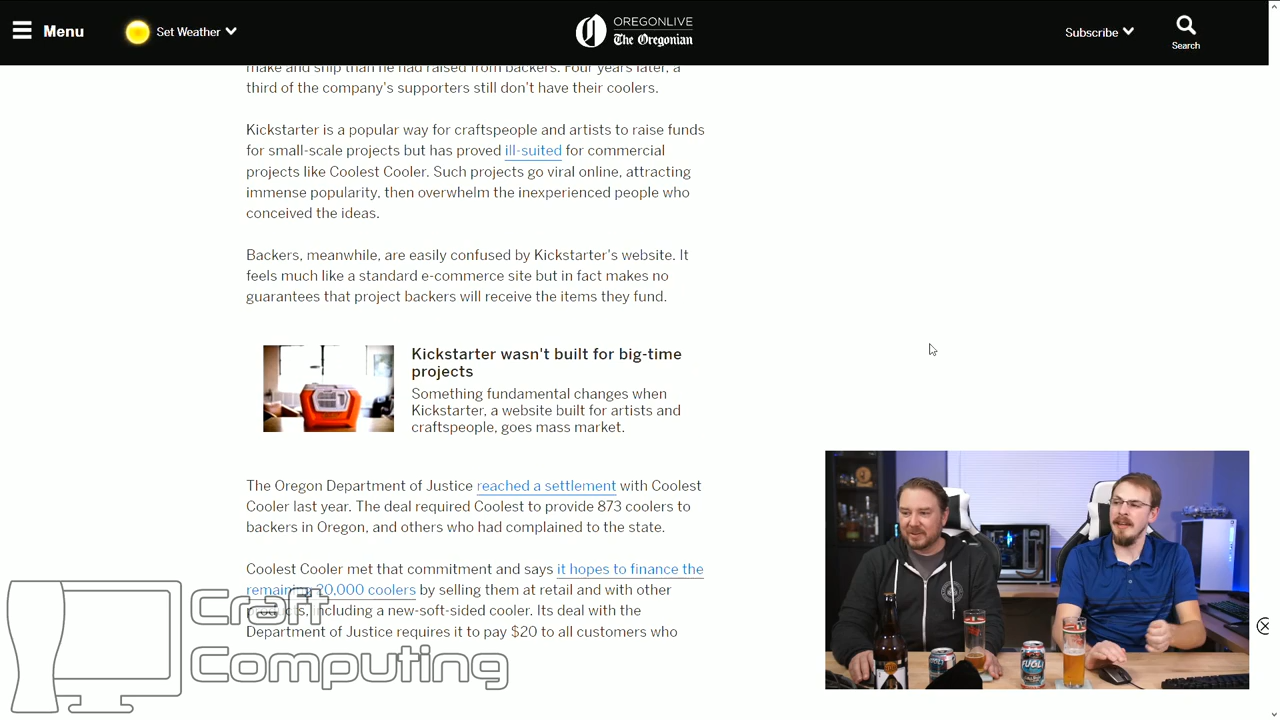 Menu
Set Weather
OREGONLIVE
The Oregonian
Subscribe
Search
make and ship than he had raised from backers. Four years later, a
third of the company's supporters still don't have their coolers.
Kickstarter is a popular way for craftspeople and artists to raise funds
for small-scale projects but has proved ill-suited for commercial
projects like Coolest Cooler. Such projects go viral online, attracting
immense popularity, then overwhelm the inexperienced people who
conceived the ideas.
Backers, meanwhile, are easily confused by Kickstarter's website. It
feels much like a standard e-commerce site but in fact makes no
guarantees that project backers will receive the items they fund.
Kickstarter wasn't built for big-time
projects
Something fundamental changes when
Kickstarter, a website built for artists and
craftspeople, goes mass market.
The Oregon Department of Justice reached a settlement with Coolest
Cooler last year. The deal required Coolest to provide 873 coolers to
backers in Oregon, and others who had complained to the state.
Coolest Cooler met that commitment and says it hopes to finance the
remaining 20,000 coolers by selling them at retail and with other
products, including a new-soft-sided cooler. Its deal with the
Department of Justice requires it to pay $20 to all customers who
Craft
Computing
FUGLI